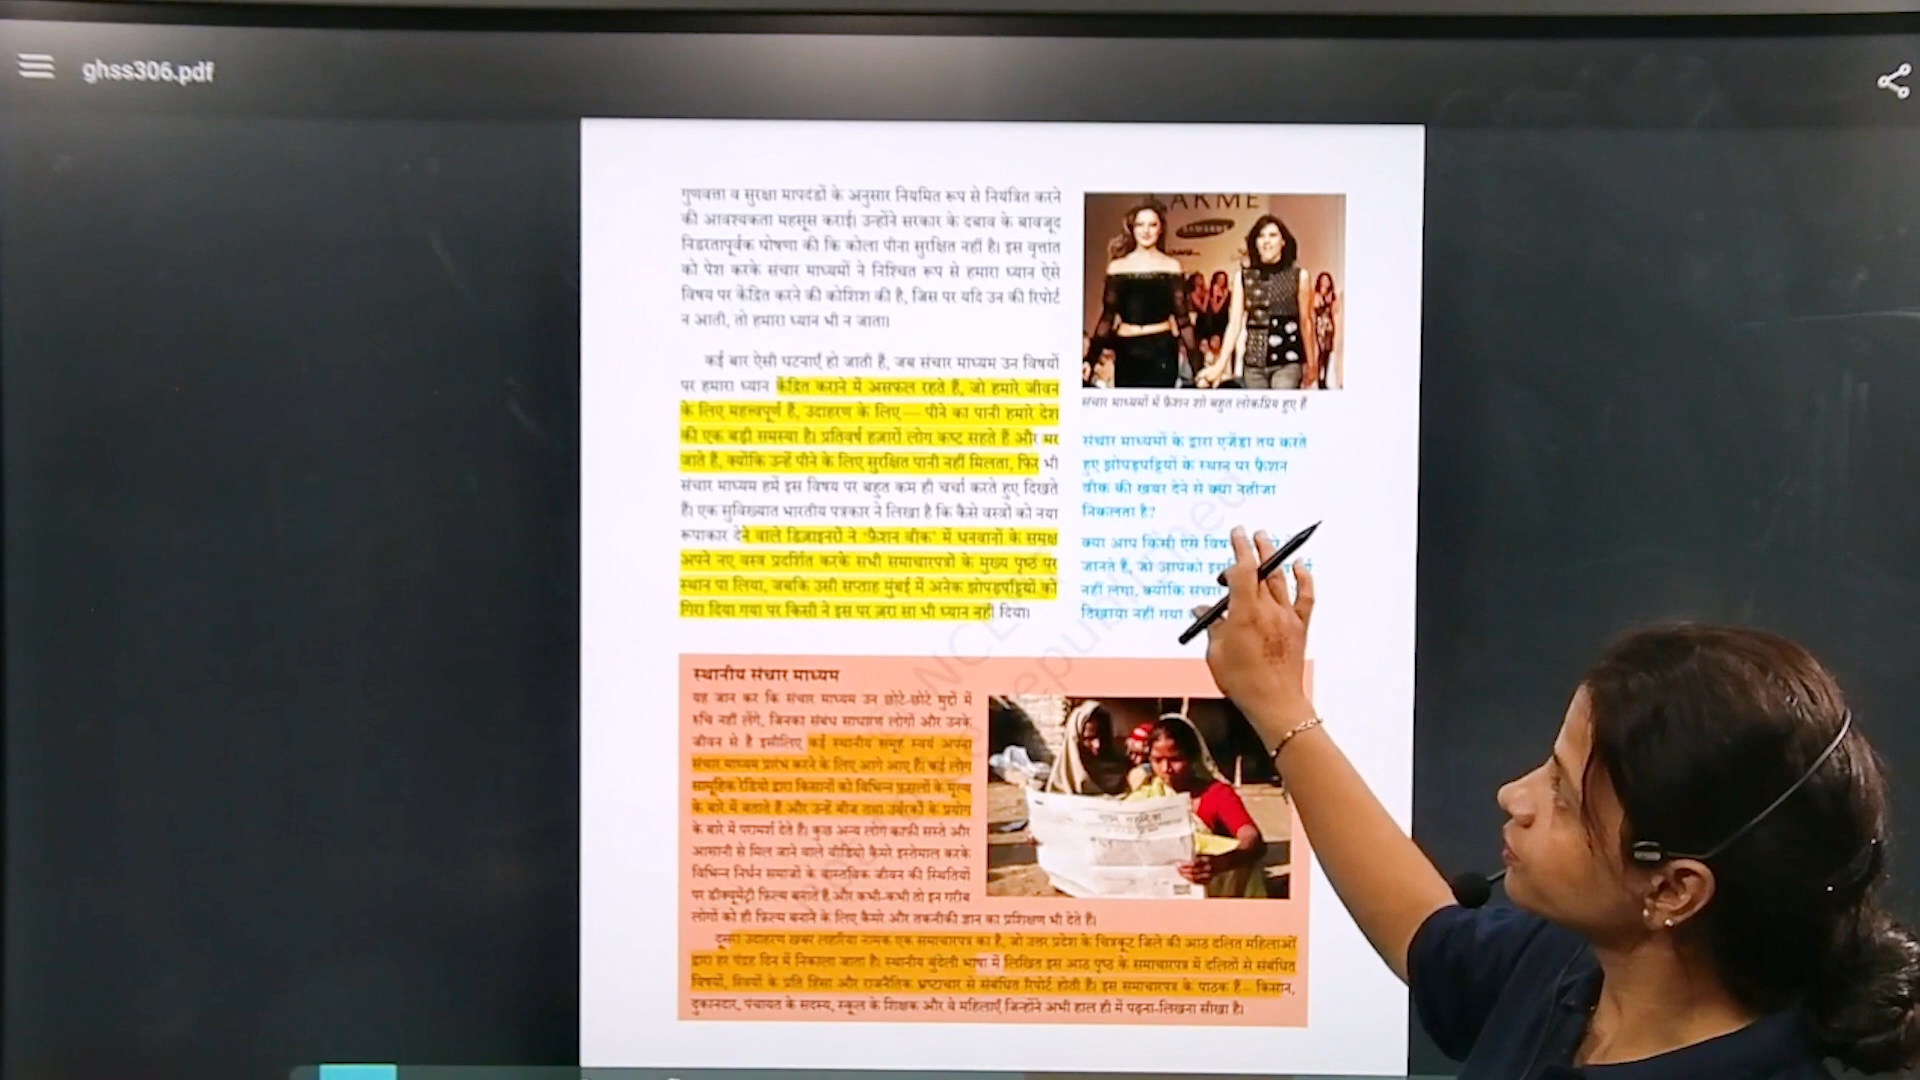 ghss306.pdf
गुणवत्ता व सुरक्षा मापदंडों के अनुसार नियमित रूप से नियंत्रित करने
की आवश्यकता महसूस कराई। उन्होंने सरकार के दबाव के बावजूद
निडरतापूर्वक घोषणा की कि कोला पीना सुरक्षित नहीं है। इस वृत्तांत
को पेश करके संचार माध्यमों ने निश्चित रूप से हमारा ध्यान ऐसे
विषय पर केंद्रित करने की कोशिश की है, जिस पर यदि उन की रिपोर्ट
न आती, तो हमारा ध्यान भी न जाता।
कई बार ऐसी घटनाएँ हो जाती हैं, जब संचार माध्यम उन विषयों
पर हमारा ध्यान केंद्रित कराने में असफल रहते हैं, जो हमारे जीवन
के लिए महत्त्वपूर्ण हैं, उदाहरण के लिए — पीने का पानी हमारे देश
की एक बड़ी समस्या है। प्रतिवर्ष हज़ारों लोग कष्ट सहते हैं और मर
जाते हैं, क्योंकि उन्हें पीने के लिए सुरक्षित पानी नहीं मिलता, फिर भी
संचार माध्यम हमें इस विषय पर बहुत कम ही चर्चा करते हुए दिखते
हैं। एक सुविख्यात भारतीय पत्रकार ने लिखा है कि कैसे वस्त्रों को नया
रूपाकार देने वाले डिज़ाइनरों ने 'फ़ैशन वीक' में धनवानों के समक्ष
अपने नए वस्त्र प्रदर्शित करके सभी समाचारपत्रों के मुख्य पृष्ठ पर
स्थान पा लिया, जबकि उसी सप्ताह मुंबई में अनेक झोपड़पट्टियों को
गिरा दिया गया पर किसी ने इस पर ज़रा सा भी ध्यान नहीं दिया।
LAKME
SAMSUNG
संचार माध्यमों में फ़ैशन शो बहुत लोकप्रिय हुए हैं
संचार माध्यमों के द्वारा एजेंडा तय करते
हुए झोपड़पट्टियों के स्थान पर फ़ैशन
वीक की खबर देने से क्या नतीजा
निकलता है?
क्या आप किसी ऐसे
जानते हैं, जो आपको
नहीं लगा, क्योंकि संचार
दिखाया नहीं गया
स्थानीय संचार माध्यम
यह जान कर कि संचार माध्यम उन छोटे-छोटे मुद्दों में
रुचि नहीं लेंगे, जिनका संबंध साधारण लोगों और उनके
जीवन से है इसीलिए कई स्थानीय समूह स्वयं अपना
संचार माध्यम प्रारंभ करने के लिए आगे आए हैं। कई लोग
सामूहिक रेडियो द्वारा किसानों को विभिन्न फ़सलों के मूल्य
के बारे में बताते हैं और उन्हें बीज तथा उर्वरकों के प्रयोग
के बारे में परामर्श देते हैं। कुछ अन्य लोग काफ़ी सस्ते और
आसानी से मिल जाने वाले वीडियो कैमरे इस्तेमाल करके
विभिन्न निर्धन समाजों के वास्तविक जीवन की स्थितियों
पर डॉक्यूमेंट्री फ़िल्म बनाते हैं और कभी-कभी तो इन गरीब
लोगों को ही फ़िल्म बनाने के लिए कैमरे और तकनीकी ज्ञान का प्रशिक्षण भी देते हैं।
दूसरा उदाहरण खबर लहरिया नामक एक समाचारपत्र का है, जो उत्तर प्रदेश के चित्रकूट जिले की आठ दलित महिलाओं
द्वारा हर पंद्रह दिन में निकाला जाता है। स्थानीय बुंदेली भाषा में लिखित इस आठ पृष्ठ के समाचारपत्र में दलितों से संबंधित
विषयों, स्त्रियों के प्रति हिंसा और राजनैतिक भ्रष्टाचार से संबंधित रिपोर्ट होती हैं। इस समाचारपत्र के पाठक हैं – किसान,
दुकानदार, पंचायत के सदस्य, स्कूल के शिक्षक और वे महिलाएँ जिन्होंने अभी हाल ही में पढ़ना-लिखना सीखा है।